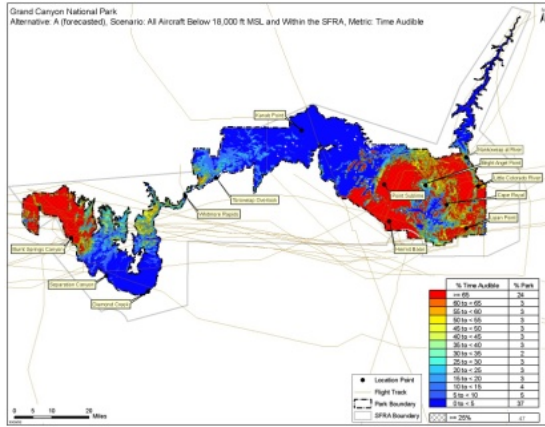 Grand Canyon National Park
Alternative: A (forecasted), Scenario: All Aircraft Below 18,000 ft MSL and Within the SFRA, Metric: Time Audible
Kanab Point
Nankoweap at River
Bright Angel Point
Little Colorado River
Point Sublime
Cape Royal
Toroweap Overlook
Whitmore Rapids
Lipan Point
Hermit Basin
Burnt Springs Canyon
Separation Canyon
Diamond Creek
% Time Audible % Park
>= 65 24
60 to < 65 3
55 to < 60 3
50 to < 55 3
45 to < 50 3
40 to < 45 3
35 to < 40 3
30 to < 35 2
25 to < 30 3
20 to < 25 3
15 to < 20 3
10 to < 15 4
5 to < 10 5
0 to < 5 37
>= 25% 47
Location Point
Flight Track
Park Boundary
SFRA Boundary
0 5 10 20
Miles